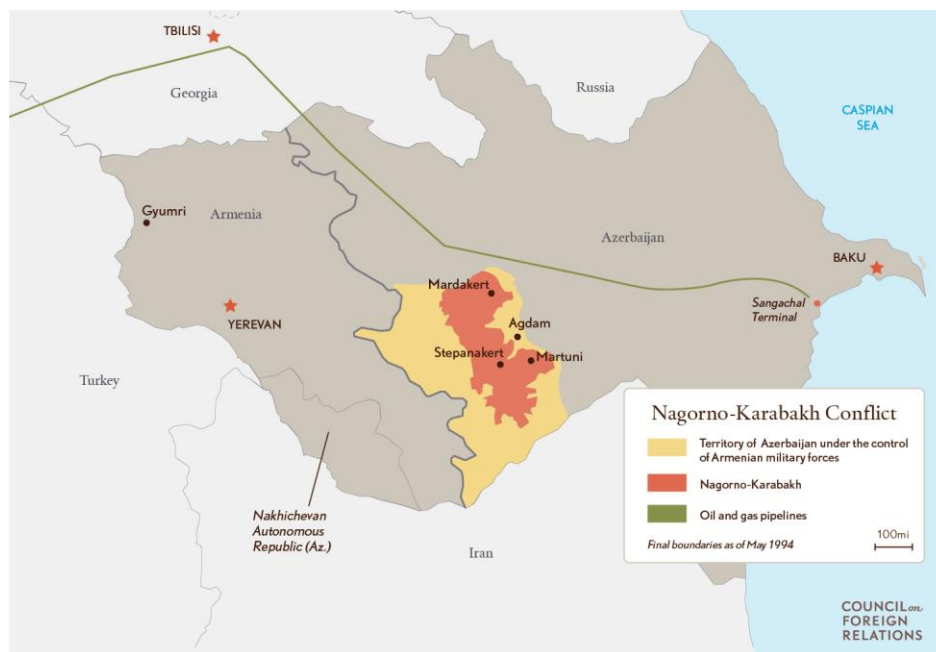 TBILISI
Georgia
Russia
CASPIAN
SEA
Gyumri
Armenia
Azerbaijan
BAKU
Mardakert
Sangachal
Terminal
YEREVAN
Agdam
Stepanakert
Martuni
Turkey
Nakhichevan
Autonomous
Republic (Az.)
Iran
Nagorno-Karabakh Conflict
Territory of Azerbaijan under the control
of Armenian military forces
Nagorno-Karabakh
Oil and gas pipelines
Final boundaries as of May 1994
100mi
COUNCIL on
FOREIGN
RELATIONS